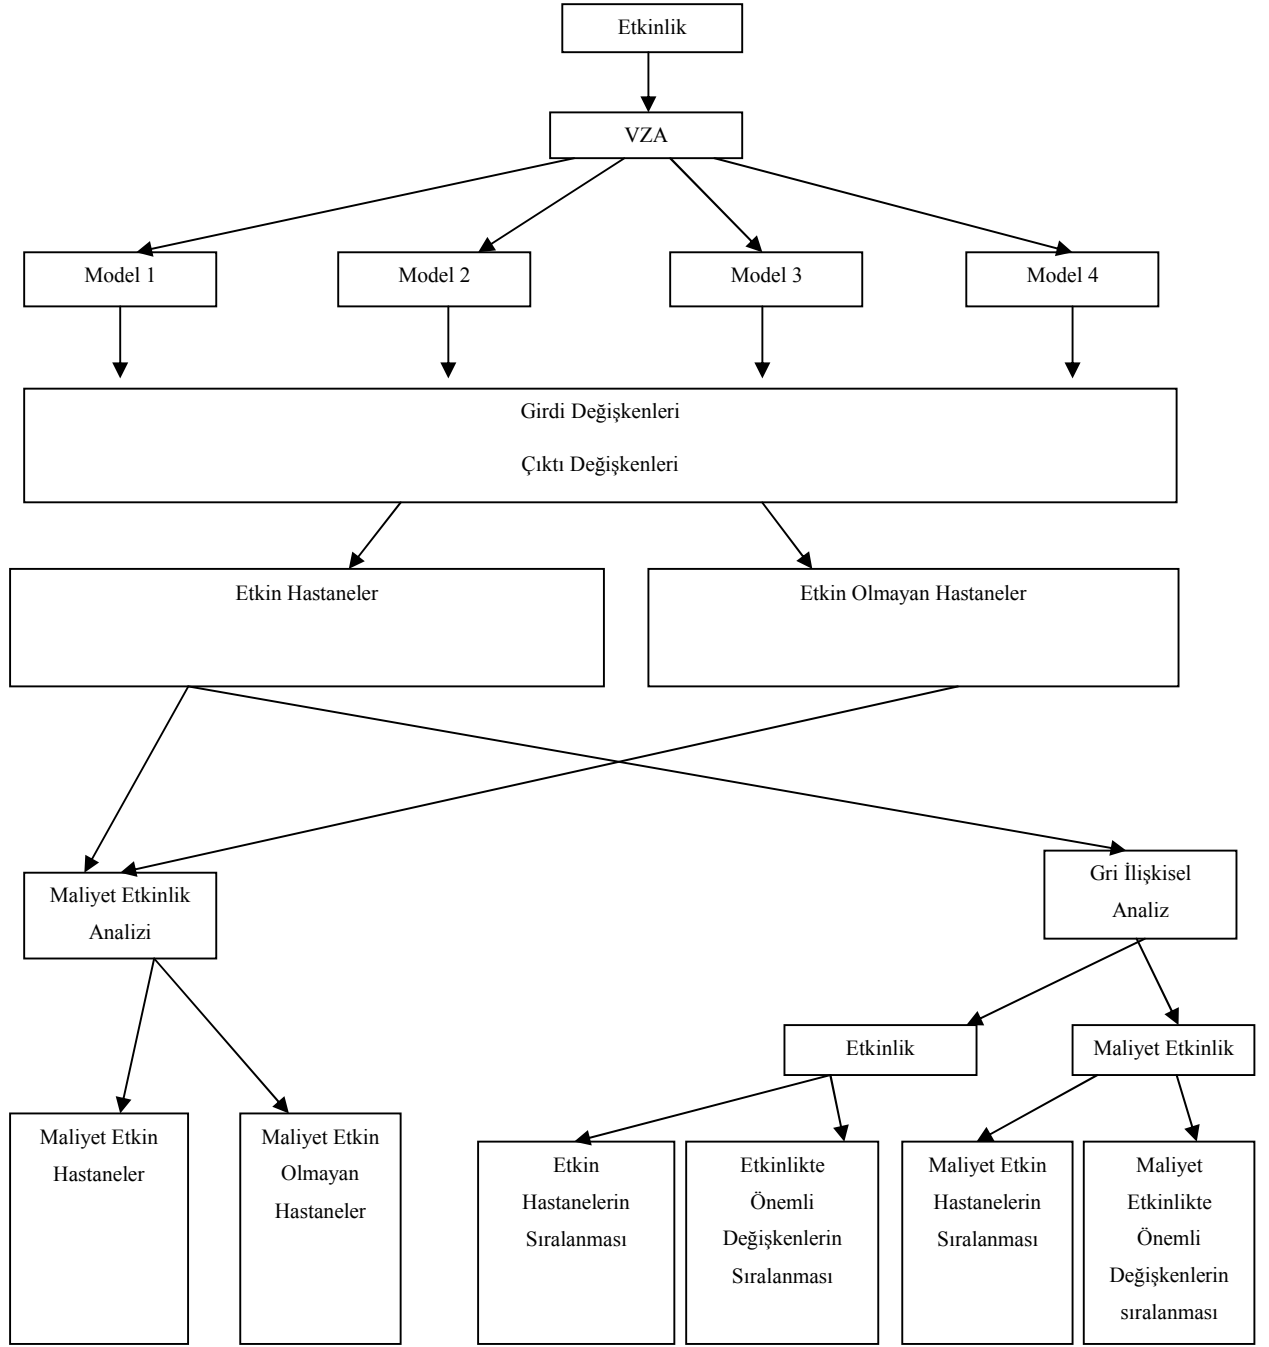 Etkinlik
VZA
Model 1
Model 2
Model 3
Model 4
Girdi Değişkenleri
Çıktı Değişkenleri
Etkin Hastaneler
Etkin Olmayan Hastaneler
Maliyet Etkinlik
Analizi
Gri İlişkisel
Analiz
Etkinlik
Maliyet Etkinlik
Maliyet Etkin
Hastaneler
Maliyet Etkin
Olmayan
Hastaneler
Etkin
Hastanelerin
Sıralanması
Etkinlikte
Önemli
Değişkenlerin
Sıralanması
Maliyet Etkin
Hastanelerin
Sıralanması
Maliyet
Etkinlikte
Önemli
Değişkenlerin
sıralanması